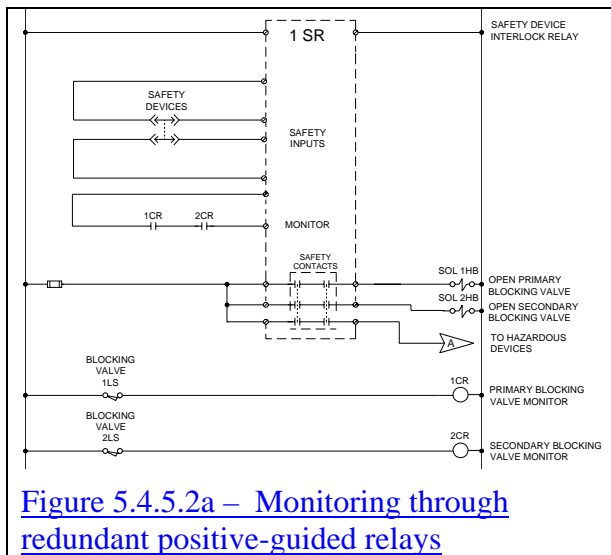 SAFETY DEVICE
INTERLOCK RELAY
1 SR
SAFETY
DEVICES
SAFETY
INPUTS
1CR
2CR
MONITOR
SAFETY
CONTACTS
SOL 1HB
OPEN PRIMARY
BLOCKING VALVE
SOL 2HB
OPEN SECONDARY
BLOCKING VALVE
A
TO HAZARDOUS
DEVICES
BLOCKING
VALVE
1LS
1CR
PRIMARY BLOCKING
VALVE MONITOR
BLOCKING
VALVE
2LS
2CR
SECONDARY BLOCKING
VALVE MONITOR
Figure 5.4.5.2a – Monitoring through
redundant positive-guided relays